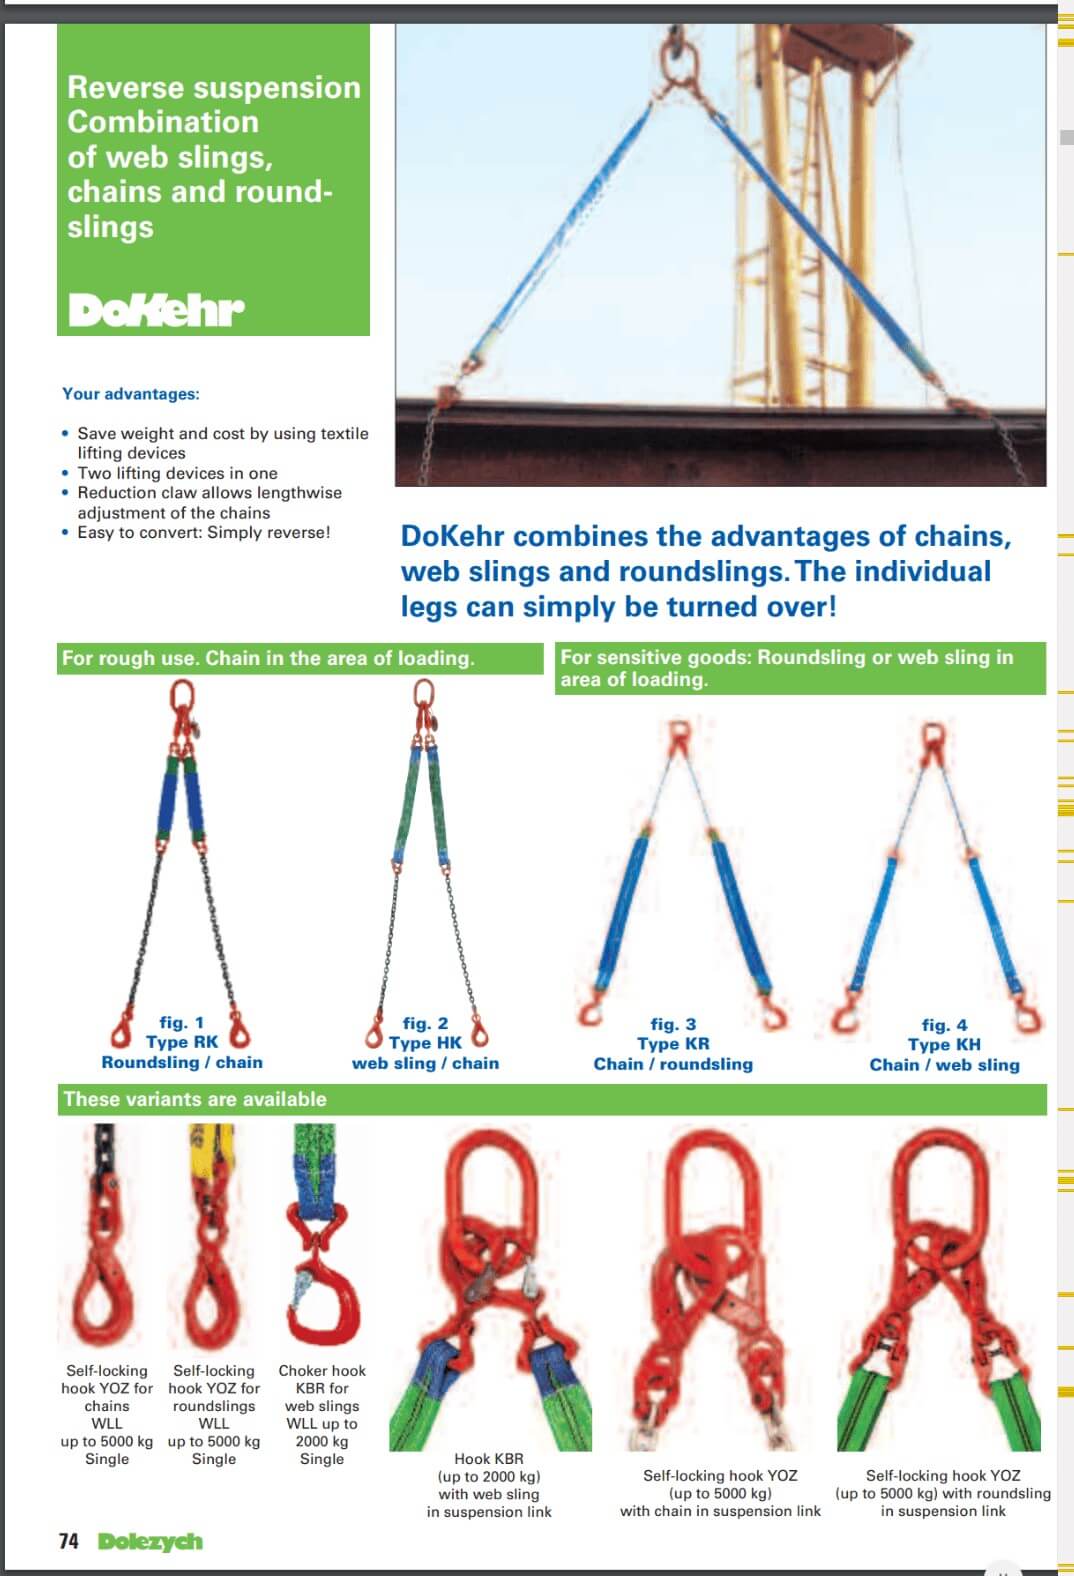 Reverse suspension
Combination
of web slings,
chains and round-
slings
DoKehr
Your advantages:
• Save weight and cost by using textile
lifting devices
• Two lifting devices in one
• Reduction claw allows lengthwise
adjustment of the chains
• Easy to convert: Simply reverse!
DoKehr combines the advantages of chains,
web slings and roundslings. The individual
legs can simply be turned over!
For rough use. Chain in the area of loading.
For sensitive goods: Roundsling or web sling in
area of loading.
fig. 1
Type RK
Roundsling / chain
fig. 2
Type HK
web sling / chain
fig. 3
Type KR
Chain / roundsling
fig. 4
Type KH
Chain / web sling
These variants are available
Self-locking
hook YOZ for
chains
WLL
up to 5000 kg
Single
Self-locking
hook YOZ for
roundslings
WLL
up to 5000 kg
Single
Choker hook
KBR for
web slings
WLL up to
2000 kg
Single
Hook KBR
(up to 2000 kg)
with web sling
in suspension link
Self-locking hook YOZ
(up to 5000 kg)
with chain in suspension link
Self-locking hook YOZ
(up to 5000 kg) with roundsling
in suspension link
74 Dolezych